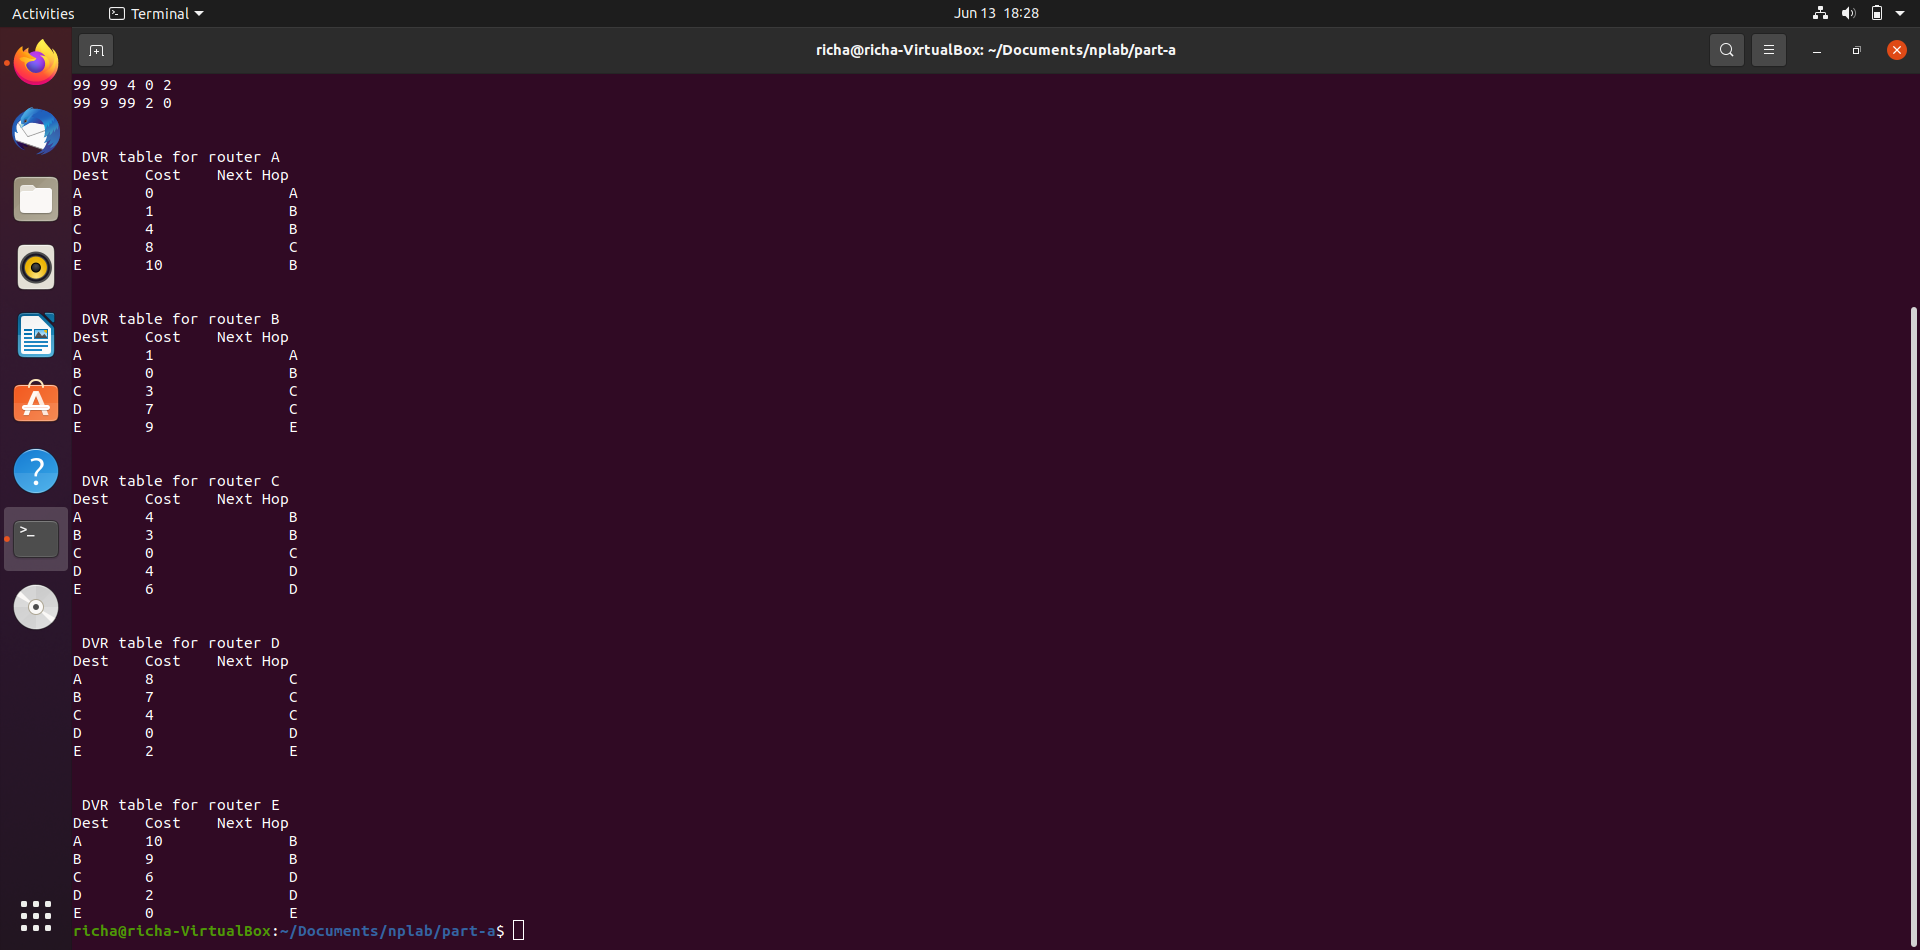 Activities Terminal Jun 13 18:28
richa@richa-VirtualBox: ~/Documents/nplab/part-a
99 99 4 0 2
99 9 99 2 0
DVR table for router A
Dest Cost Next Hop
A 0 A
B 1 B
C 4 B
D 8 C
E 10 B
DVR table for router B
Dest Cost Next Hop
A 1 A
B 0 B
C 3 C
D 7 C
E 9 E
DVR table for router C
Dest Cost Next Hop
A 4 B
B 3 B
C 0 C
D 4 D
E 6 D
DVR table for router D
Dest Cost Next Hop
A 8 C
B 7 C
C 4 C
D 0 D
E 2 E
DVR table for router E
Dest Cost Next Hop
A 10 B
B 9 B
C 6 D
D 2 D
E 0 E
richa@richa-VirtualBox:~/Documents/nplab/part-a$